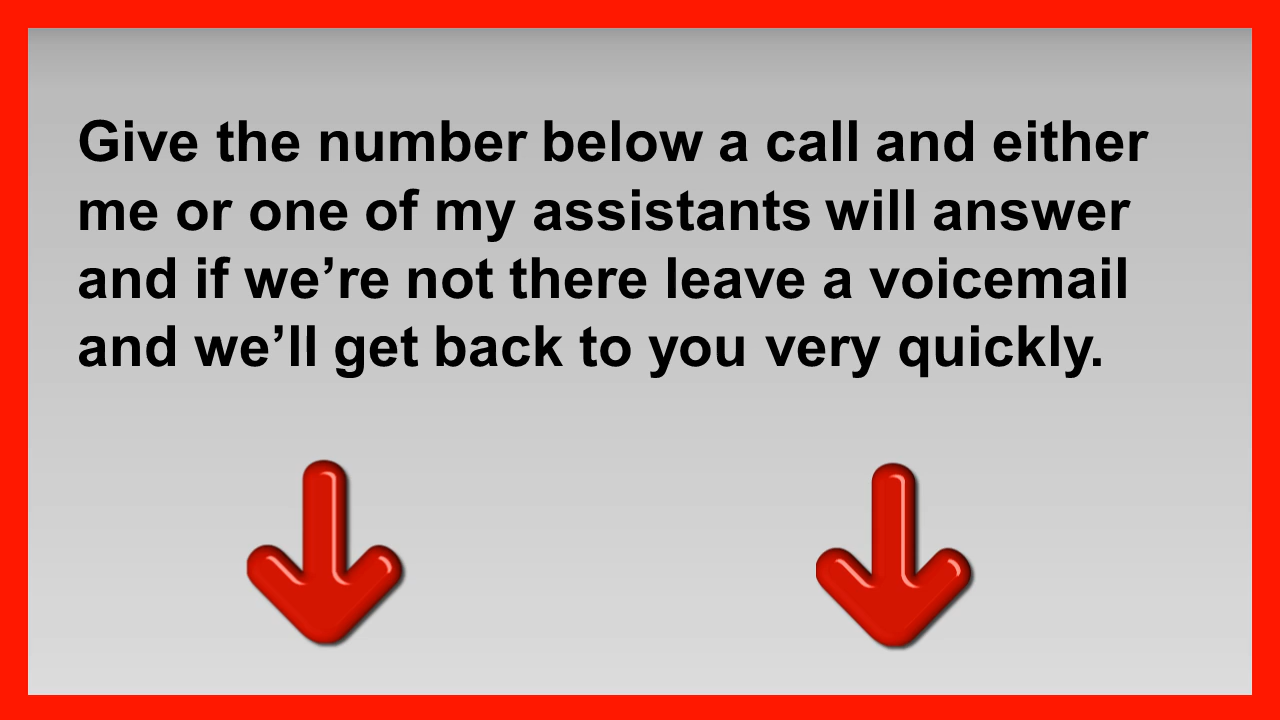 Give the number below a call and either
me or one of my assistants will answer
and if we’re not there leave a voicemail
and we’ll get back to you very quickly.